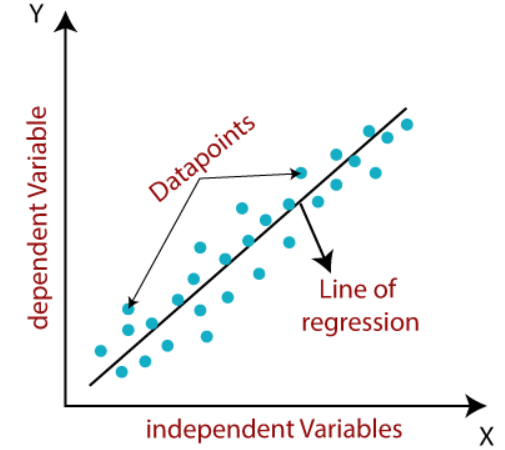 Y
dependent Variable
Datapoints
Line of
regression
independent Variables
X